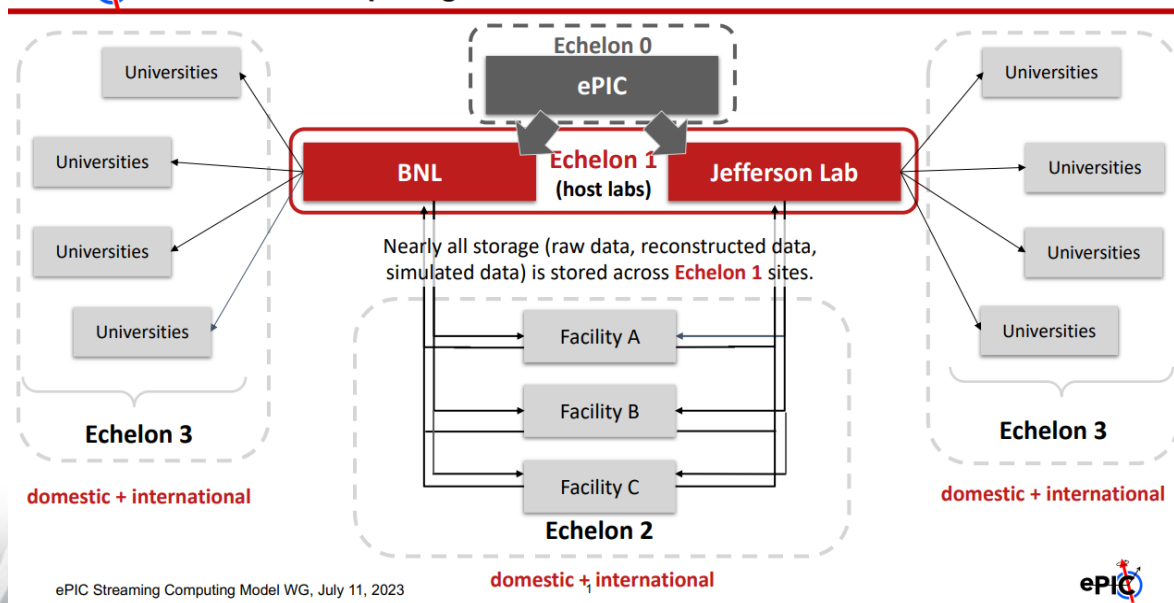 Echelon 0
ePIC
Universities
Universities
Universities
Universities
Echelon 3
domestic + international
BNL
Echelon 1
(host labs)
Jefferson Lab
Nearly all storage (raw data, reconstructed data,
simulated data) is stored across Echelon 1 sites.
Facility A
Facility B
Facility C
Echelon 2
domestic + international
1
Universities
Universities
Universities
Universities
Echelon 3
domestic + international
ePIC Streaming Computing Model WG, July 11, 2023
ePIC